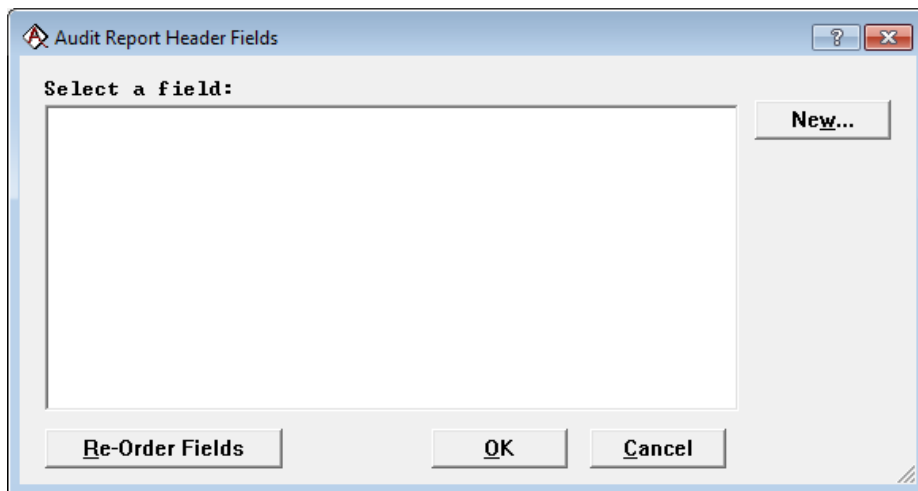 Audit Report Header Fields
Select a field:
New...
Re-Order Fields
OK
Cancel